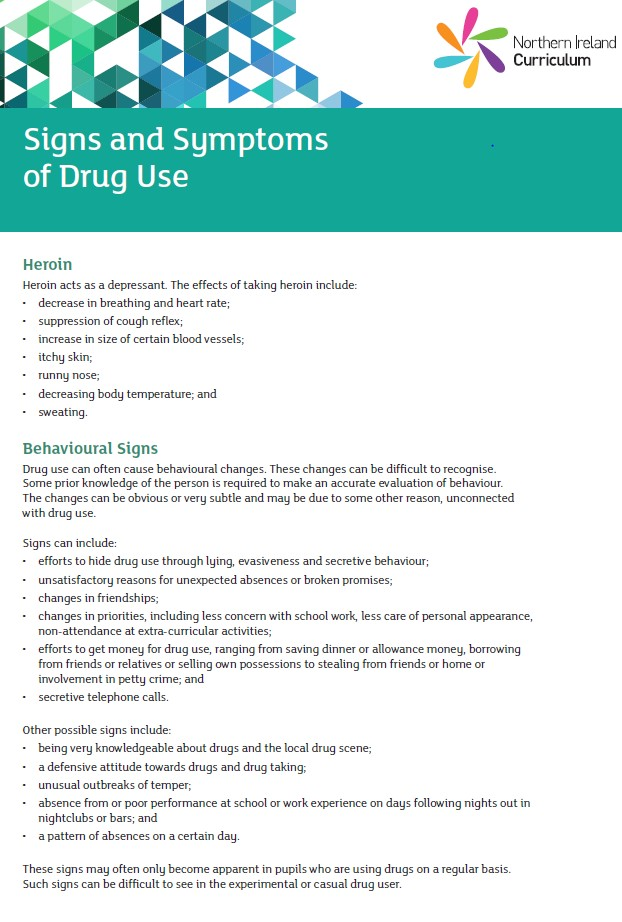 Northern Ireland
Curriculum
Signs and Symptoms
of Drug Use
Heroin
Heroin acts as a depressant. The effects of taking heroin include:
• decrease in breathing and heart rate;
• suppression of cough reflex;
• increase in size of certain blood vessels;
• itchy skin;
• runny nose;
• decreasing body temperature; and
• sweating.
Behavioural Signs
Drug use can often cause behavioural changes. These changes can be difficult to recognise.
Some prior knowledge of the person is required to make an accurate evaluation of behaviour.
The changes can be obvious or very subtle and may be due to some other reason, unconnected
with drug use.
Signs can include:
• efforts to hide drug use through lying, evasiveness and secretive behaviour;
• unsatisfactory reasons for unexpected absences or broken promises;
• changes in friendships;
• changes in priorities, including less concern with school work, less care of personal appearance,
non-attendance at extra-curricular activities;
• efforts to get money for drug use, ranging from saving dinner or allowance money, borrowing
from friends or relatives or selling own possessions to stealing from friends or home or
involvement in petty crime; and
• secretive telephone calls.
Other possible signs include:
• being very knowledgeable about drugs and the local drug scene;
• a defensive attitude towards drugs and drug taking;
• unusual outbreaks of temper;
• absence from or poor performance at school or work experience on days following nights out in
nightclubs or bars; and
• a pattern of absences on a certain day.
These signs may often only become apparent in pupils who are using drugs on a regular basis.
Such signs can be difficult to see in the experimental or casual drug user.